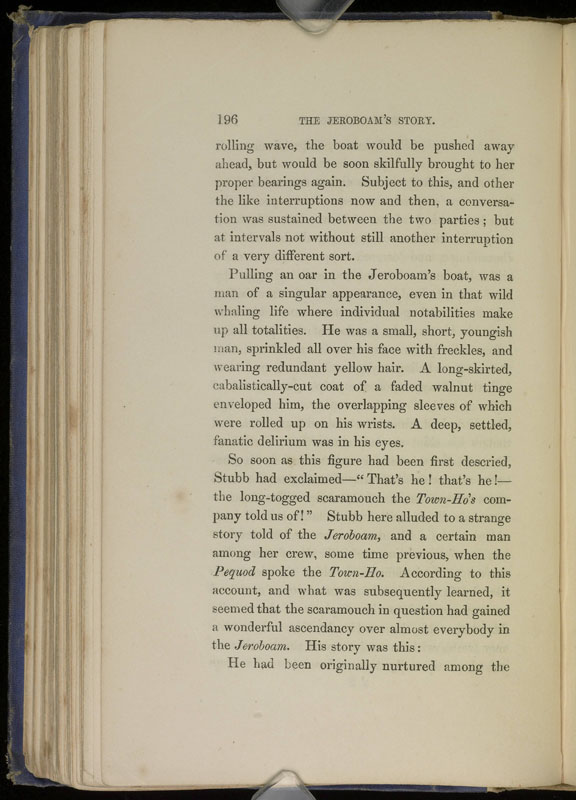 196 THE JEROBOAM'S STORY.
rolling wave, the boat would be pushed away
ahead, but would be soon skilfully brought to her
proper bearings again. Subject to this, and other
the like interruptions now and then, a conversa-
tion was sustained between the two parties; but
at intervals not without still another interruption
of a very different sort.
Pulling an oar in the Jeroboam's boat, was a
man of a singular appearance, even in that wild
whaling life where individual notabilities make
up all totalities. He was a small, short, youngish
man, sprinkled all over his face with freckles, and
wearing redundant yellow hair. A long-skirted,
cabalistically-cut coat of a faded walnut tinge
enveloped him, the overlapping sleeves of which
were rolled up on his wrists. A deep, settled,
fanatic delirium was in his eyes.
So soon as this figure had been first descried,
Stubb had exclaimed—"That's he! that's he!—
the long-togged scaramouch the Town-Ho's com-
pany told us of!" Stubb here alluded to a strange
story told of the Jeroboam, and a certain man
among her crew, some time previous, when the
Pequod spoke the Town-Ho. According to this
account, and what was subsequently learned, it
seemed that the scaramouch in question had gained
a wonderful ascendancy over almost everybody in
the Jeroboam. His story was this:
He had been originally nurtured among the